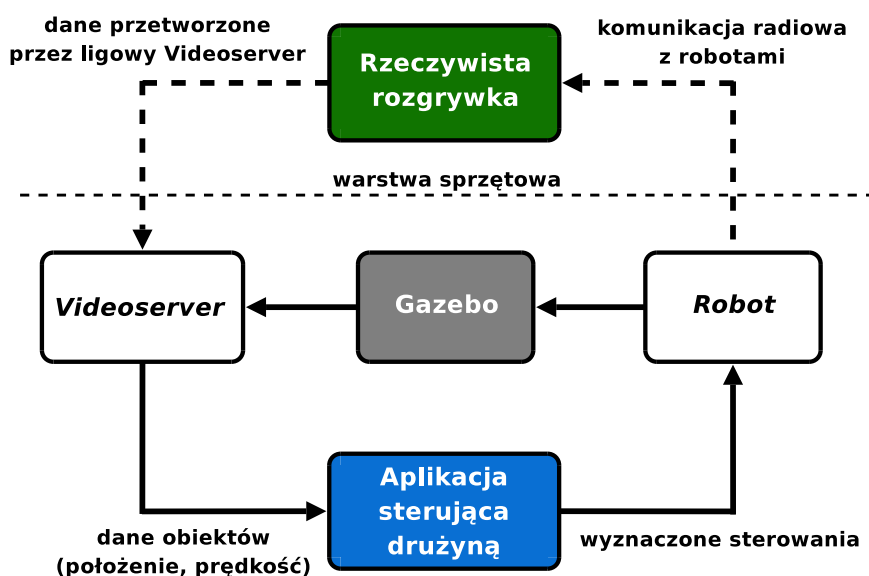 dane przetworzone
przez ligowy Videoserver
Rzeczywista
rozgrywka
komunikacja radiowa
z robotami
warstwa sprzętowa
Videoserver
Gazebo
Robot
Aplikacja
sterująca
drużyną
dane obiektów
(położenie, prędkość)
wyznaczone sterowania